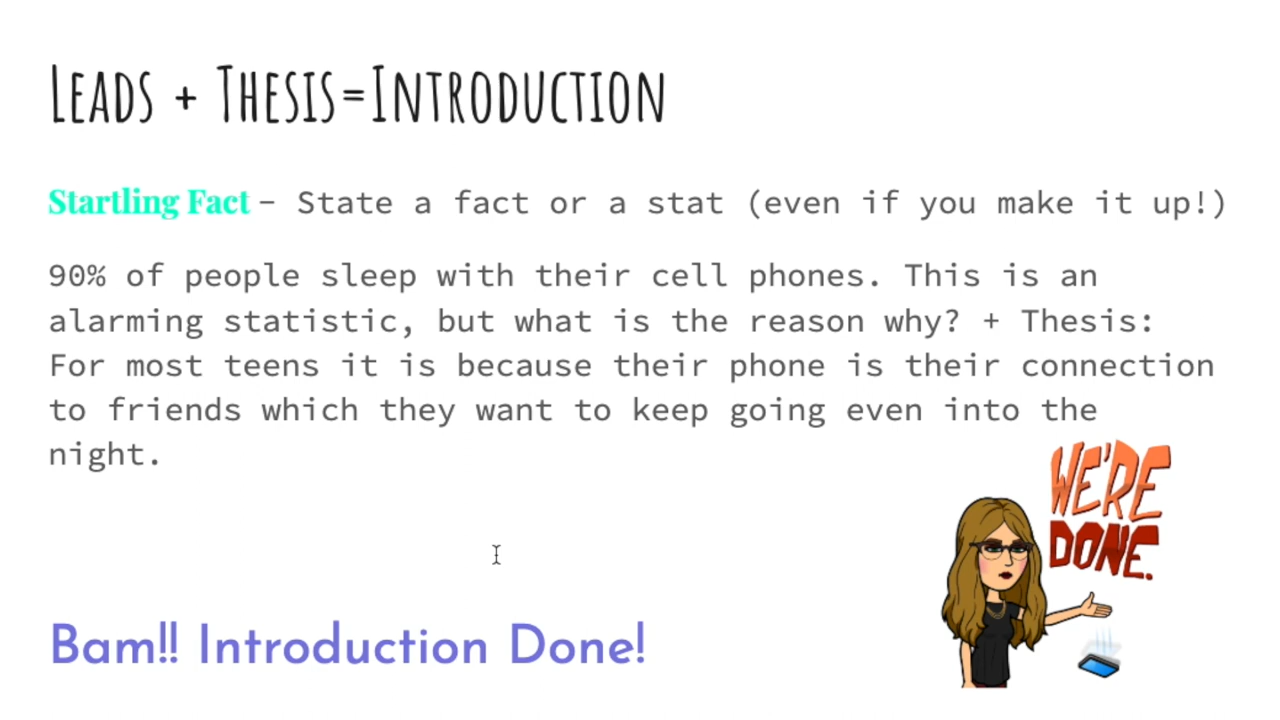 Leads + Thesis=Introduction
Startling Fact - State a fact or a stat (even if you make it up!)
90% of people sleep with their cell phones. This is an
alarming statistic, but what is the reason why? + Thesis:
For most teens it is because their phone is their connection
to friends which they want to keep going even into the
night.
WE'RE
DONE.
Bam!! Introduction Done!